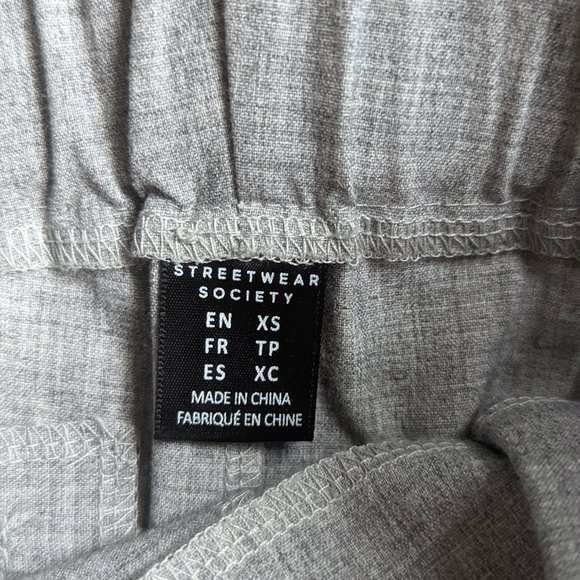 STREETWEAR
SOCIETY
EN XS
FR TP
ES XC
MADE IN CHINA
FABRIQUÉ EN CHINE